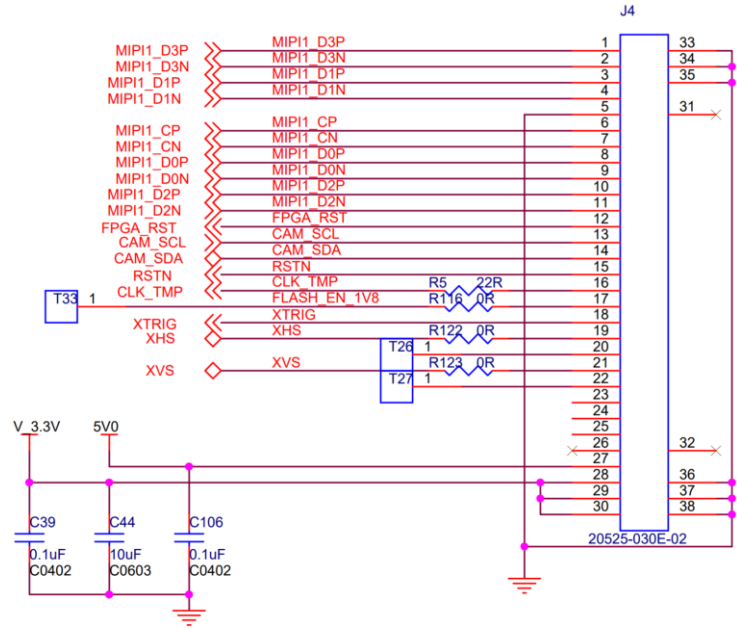 J4
MIPI1_D3P MIPI1_D3P 1 33
MIPI1_D3N MIPI1_D3N 2 34
MIPI1_D1P MIPI1_D1P 3 35
MIPI1_D1N MIPI1_D1N 4
5 31
MIPI1_CP MIPI1_CP 6
MIPI1_CN MIPI1_CN 7
MIPI1_D0P MIPI1_D0P 8
MIPI1_D0N MIPI1_D0N 9
MIPI1_D2P MIPI1_D2P 10
MIPI1_D2N MIPI1_D2N 11
FPGA_RST FPGA_RST 12
CAM_SCL CAM_SCL 13
CAM_SDA CAM_SDA 14
RSTN RSTN 15
CLK_TMP CLK_TMP R5 22R 16
T33 1 FLASH_EN_1V8 R116 0R 17
XTRIG XTRIG 18
XHS XHS R122 0R 19
T26 1 20
XVS XVS R123 0R 21
T27 1 22
23
24
25
26 32
V_3.3V 5V0 27
28 36
29 37
30 38
20525-030E-02
C39 C44 C106
0.1uF 10uF 0.1uF
C0402 C0603 C0402